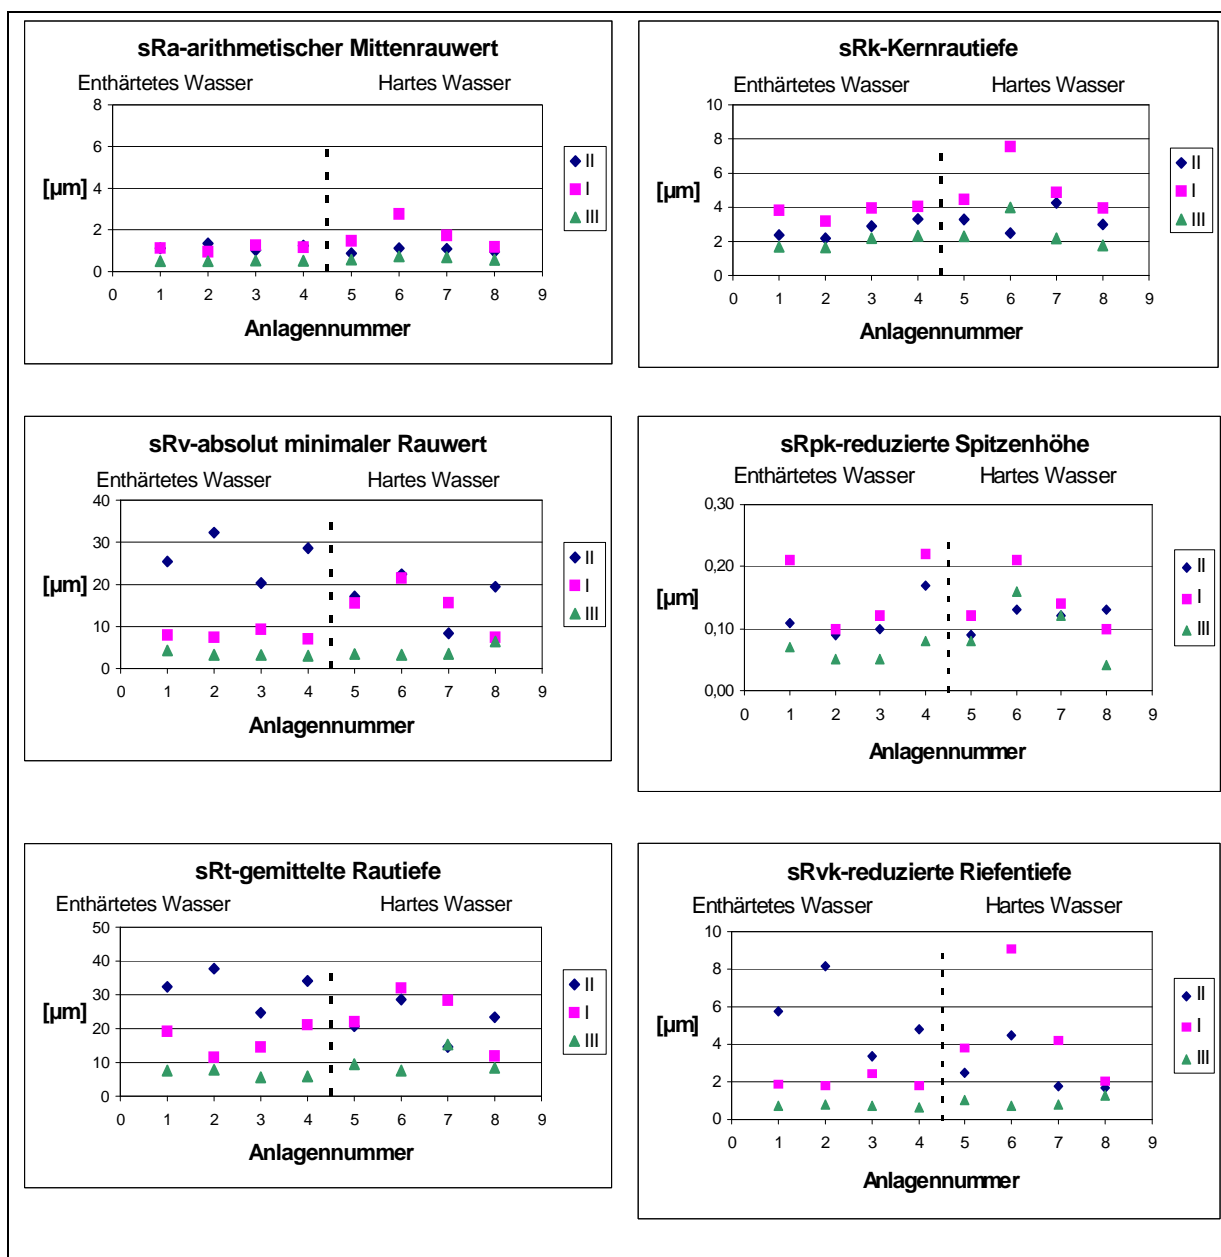 sRa-arithmetischer Mittenrauwert
Enthärtetes Wasser Hartes Wasser
8
6
4
2
0
[µm]
0 1 2 3 4 5 6 7 8 9
Anlagennummer
II
I
III
sRk-Kernrautiefe
Enthärtetes Wasser Hartes Wasser
10
8
6
4
2
0
[µm]
0 1 2 3 4 5 6 7 8 9
Anlagennummer
II
I
III
sRv-absolut minimaler Rauwert
Enthärtetes Wasser Hartes Wasser
40
30
20
10
0
[µm]
0 1 2 3 4 5 6 7 8 9
Anlagennummer
II
I
III
sRpk-reduzierte Spitzenhöhe
Enthärtetes Wasser Hartes Wasser
0,30
0,20
0,10
0,00
[µm]
0 1 2 3 4 5 6 7 8 9
Anlagennummer
II
I
III
sRt-gemittelte Rautiefe
Enthärtetes Wasser Hartes Wasser
50
40
30
20
10
0
[µm]
0 1 2 3 4 5 6 7 8 9
Anlagennummer
II
I
III
sRvk-reduzierte Riefentiefe
Enthärtetes Wasser Hartes Wasser
10
8
6
4
2
0
[µm]
0 1 2 3 4 5 6 7 8 9
Anlagennummer
II
I
III